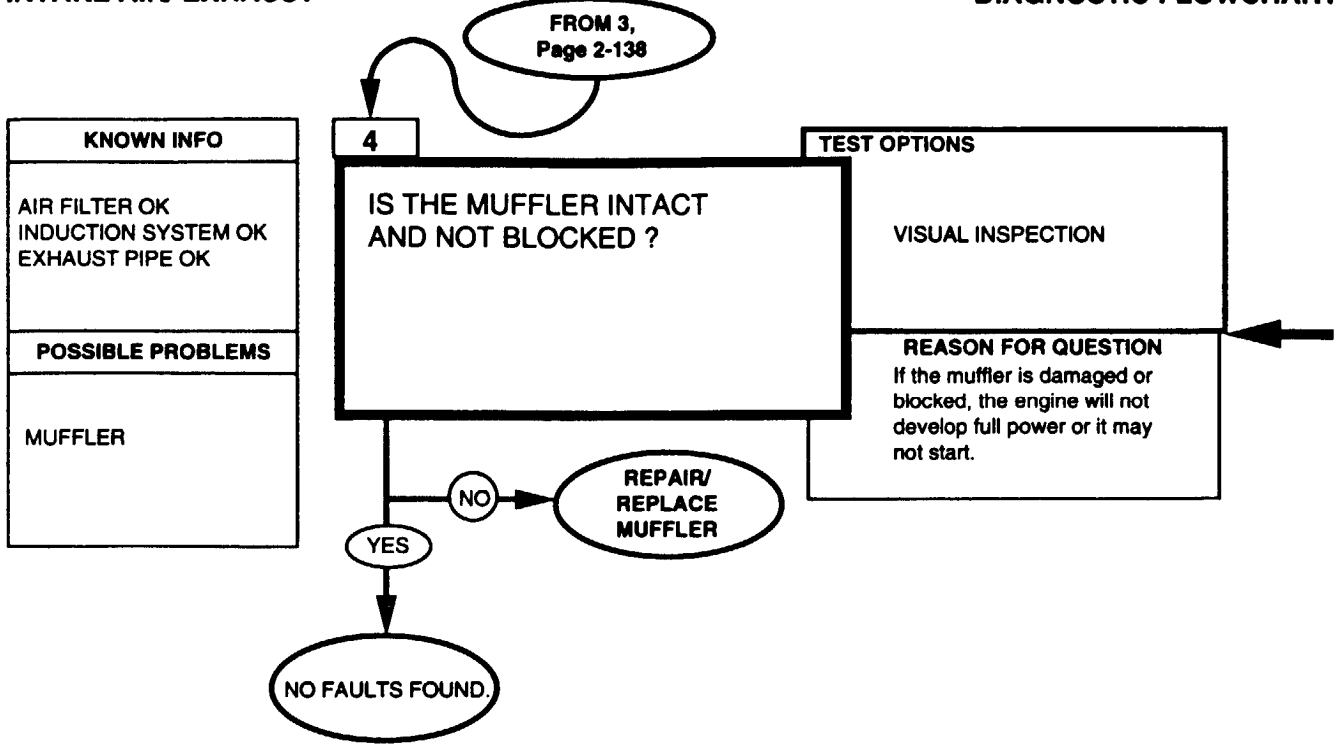 FROM 3,
Page 2-138
KNOWN INFO
AIR FILTER OK
INDUCTION SYSTEM OK
EXHAUST PIPE OK
POSSIBLE PROBLEMS
MUFFLER
4
IS THE MUFFLER INTACT
AND NOT BLOCKED ?
TEST OPTIONS
VISUAL INSPECTION
REASON FOR QUESTION
If the muffler is damaged or
blocked, the engine will not
develop full power or it may
not start.
NO
REPAIR/
REPLACE
MUFFLER
YES
NO FAULTS FOUND.